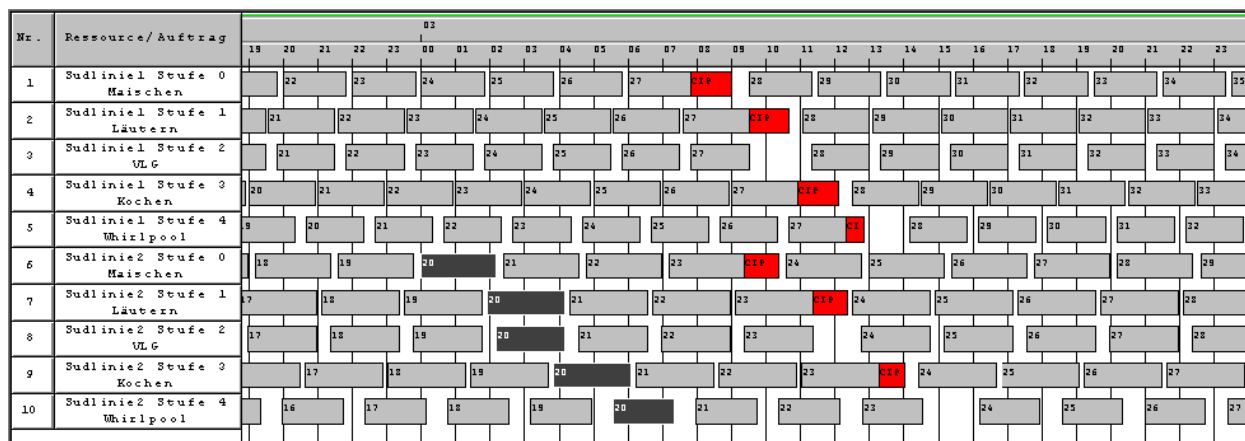 03
Nr. Ressource/Auftrag 19 20 21 22 23 00 01 02 03 04 05 06 07 08 09 10 11 12 13 14 15 16 17 18 19 20 21 22 23
1 Sudlinie1 Stufe 0 22 23 24 25 26 27 CIP 28 29 30 31 32 33 34 35
Maischen
2 Sudlinie1 Stufe 1 21 22 23 24 25 26 27 CIP 28 29 30 31 32 33 34
Läutern
3 Sudlinie1 Stufe 2 21 22 23 24 25 26 27 28 29 30 31 32 33 34
VLG
4 Sudlinie1 Stufe 3 20 21 22 23 24 25 26 27 CIP 28 29 30 31 32 33
Kochen
5 Sudlinie1 Stufe 4 19 20 21 22 23 24 25 26 27 CI 28 29 30 31 32
Whirlpool
6 Sudlinie2 Stufe 0 18 19 20 21 22 23 CIP 24 25 26 27 28 29
Maischen
7 Sudlinie2 Stufe 1 17 18 19 20 21 22 23 CIP 24 25 26 27 28
Läutern
8 Sudlinie2 Stufe 2 17 18 19 20 21 22 23 24 25 26 27 28
VLG
9 Sudlinie2 Stufe 3 17 18 19 20 21 22 23 CIP 24 25 26 27
Kochen
10 Sudlinie2 Stufe 4 16 17 18 19 20 21 22 23 24 25 26 27
Whirlpool